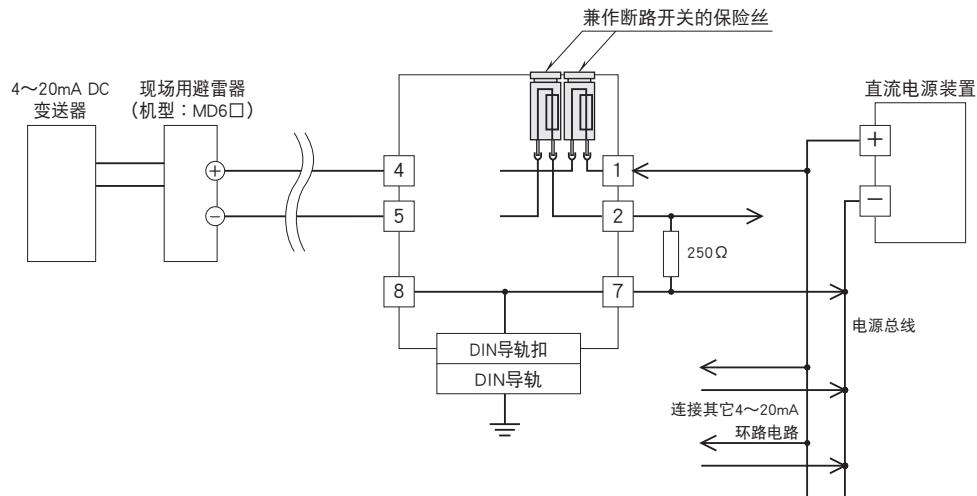 兼作断路开关的保险丝
4～20mA DC
变送器
现场用避雷器
（机型：MD6□）
直流电源装置
+
−
+
−
4
5
8
1
2
7
250Ω
电源总线
DIN导轨扣
DIN导轨
连接其它4～20mA
环路电路